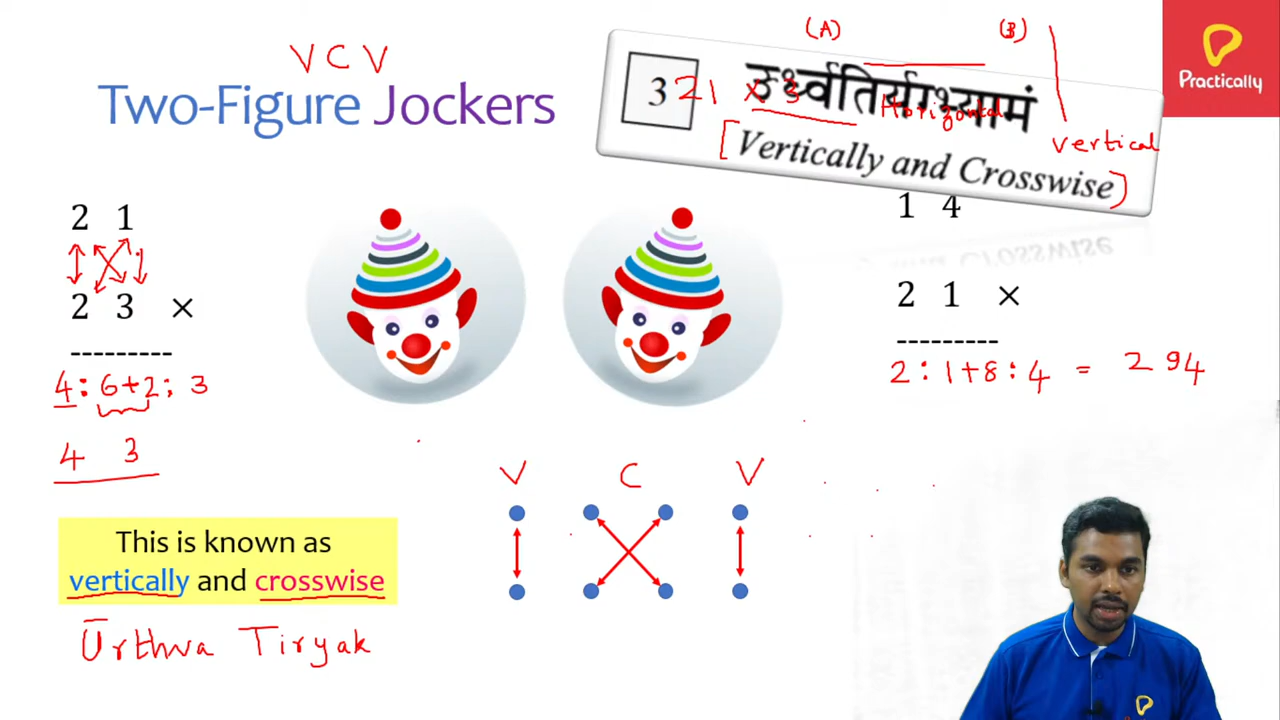 V C V
Two-Figure Jockers
(A)
(B)
3
21 × 3
उर्ध्वतिर्यग्भ्यामं
Horizontal
vertical
[Vertically and Crosswise]
Practically
2 1
2 3 ×
---------
4 : 6+2 : 3
4 3
1 4
2 1 ×
---------
2 : 1+8 : 4 = 294
V C V
This is known as
vertically and crosswise
Ūrthva Tiryak